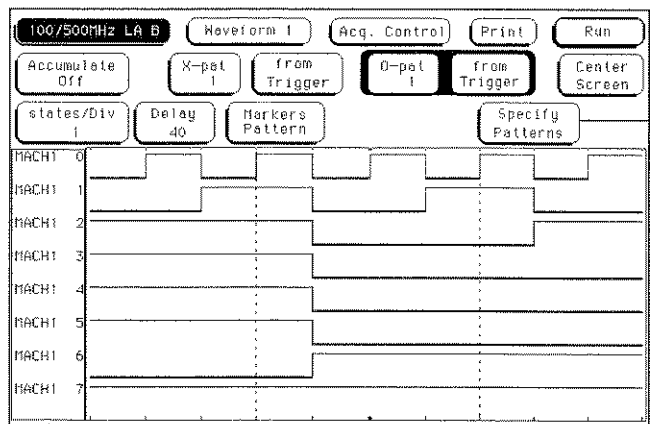 100/500MHz LA B Waveform 1 Acq. Control Print Run
Accumulate Off X-pat 1 from Trigger O-pat 1 from Trigger Center Screen
states/Div 1 Delay 40 Markers Pattern Specify Patterns
MACH1 0
MACH1 1
MACH1 2
MACH1 3
MACH1 4
MACH1 5
MACH1 6
MACH1 7